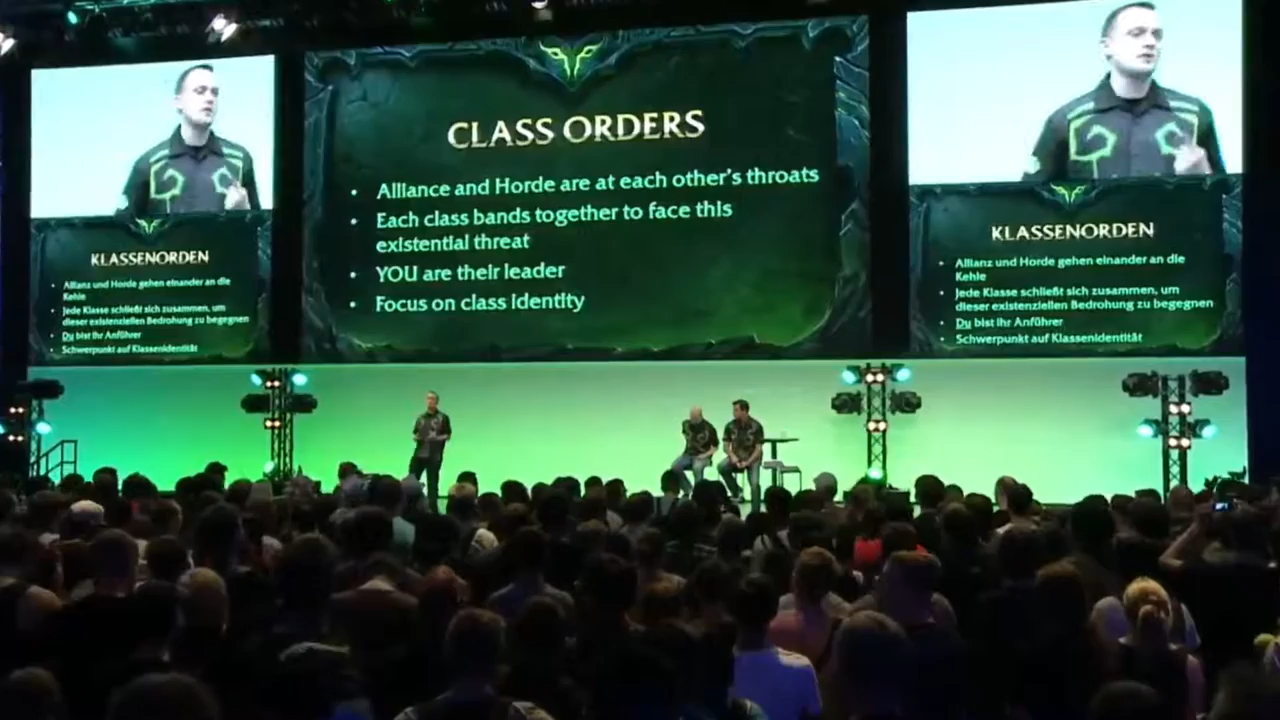 CLASS ORDERS
• Alliance and Horde are at each other's throats
• Each class bands together to face this
existential threat
• YOU are their leader
• Focus on class identity
KLASSENORDEN
• Allianz und Horde gehen einander an die
Kehle
• Jede Klasse schließt sich zusammen, um
dieser existenziellen Bedrohung zu begegnen
• Du bist ihr Anführer
• Schwerpunkt auf Klassenidentität
KLASSENORDEN
• Allianz und Horde gehen einander an die
Kehle
• Jede Klasse schließt sich zusammen, um
dieser existenziellen Bedrohung zu begegnen
• Du bist ihr Anführer
• Schwerpunkt auf Klassenidentität